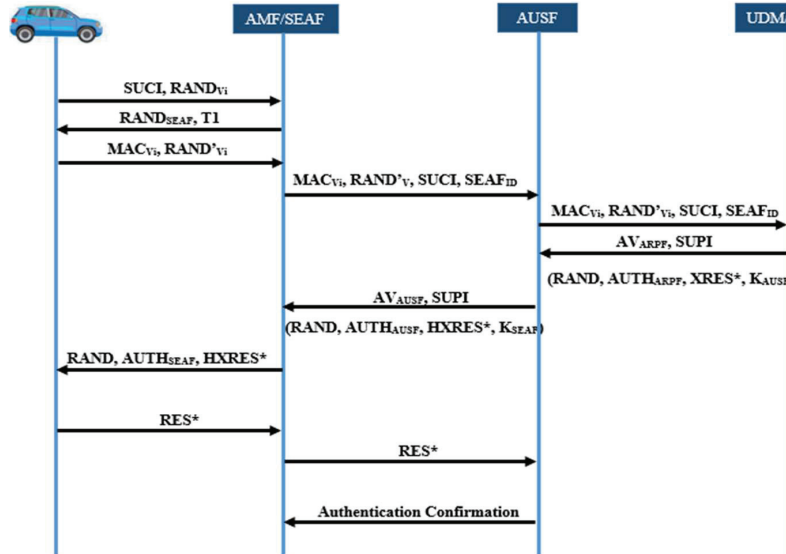 AMF/SEAF
AUSF
UDM/
SUCI, RANDVi
RANDSEAF, T1
MACVi, RAND'Vi
MACVi, RAND'V, SUCI, SEAFID
MACVi, RAND'Vi, SUCI, SEAFID
AVARPF, SUPI
(RAND, AUTHARPF, XRES*, KAUSF
AVAUSF, SUPI
(RAND, AUTHAUSF, HXRES*, KSEAF)
RAND, AUTHSEAF, HXRES*
RES*
RES*
Authentication Confirmation